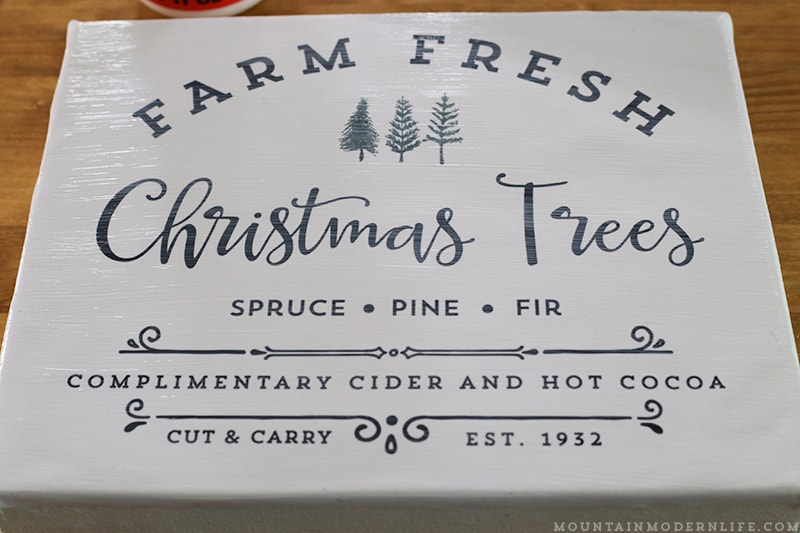 FARM FRESH
Christmas Trees
SPRUCE • PINE • FIR
COMPLIMENTARY CIDER AND HOT COCOA
CUT & CARRY EST. 1932
MOUNTAINMODERNLIFE.COM